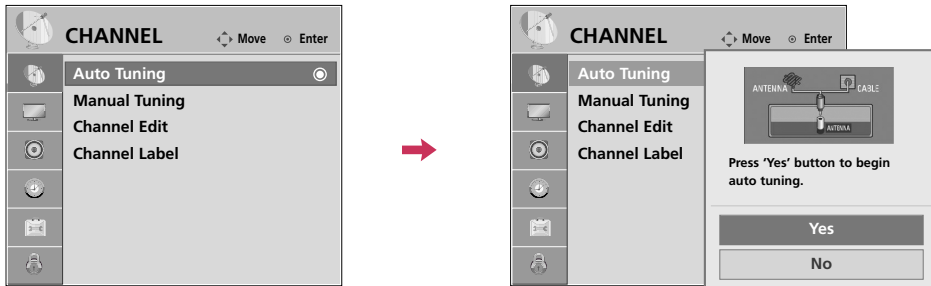 CHANNEL
Move Enter
Auto Tuning
Manual Tuning
Channel Edit
Channel Label
CHANNEL
Move Enter
Auto Tuning
Manual Tuning
Channel Edit
Channel Label
ANTENNA
CABLE
ANTENNA
Press ‘Yes’ button to begin
auto tuning.
Yes
No